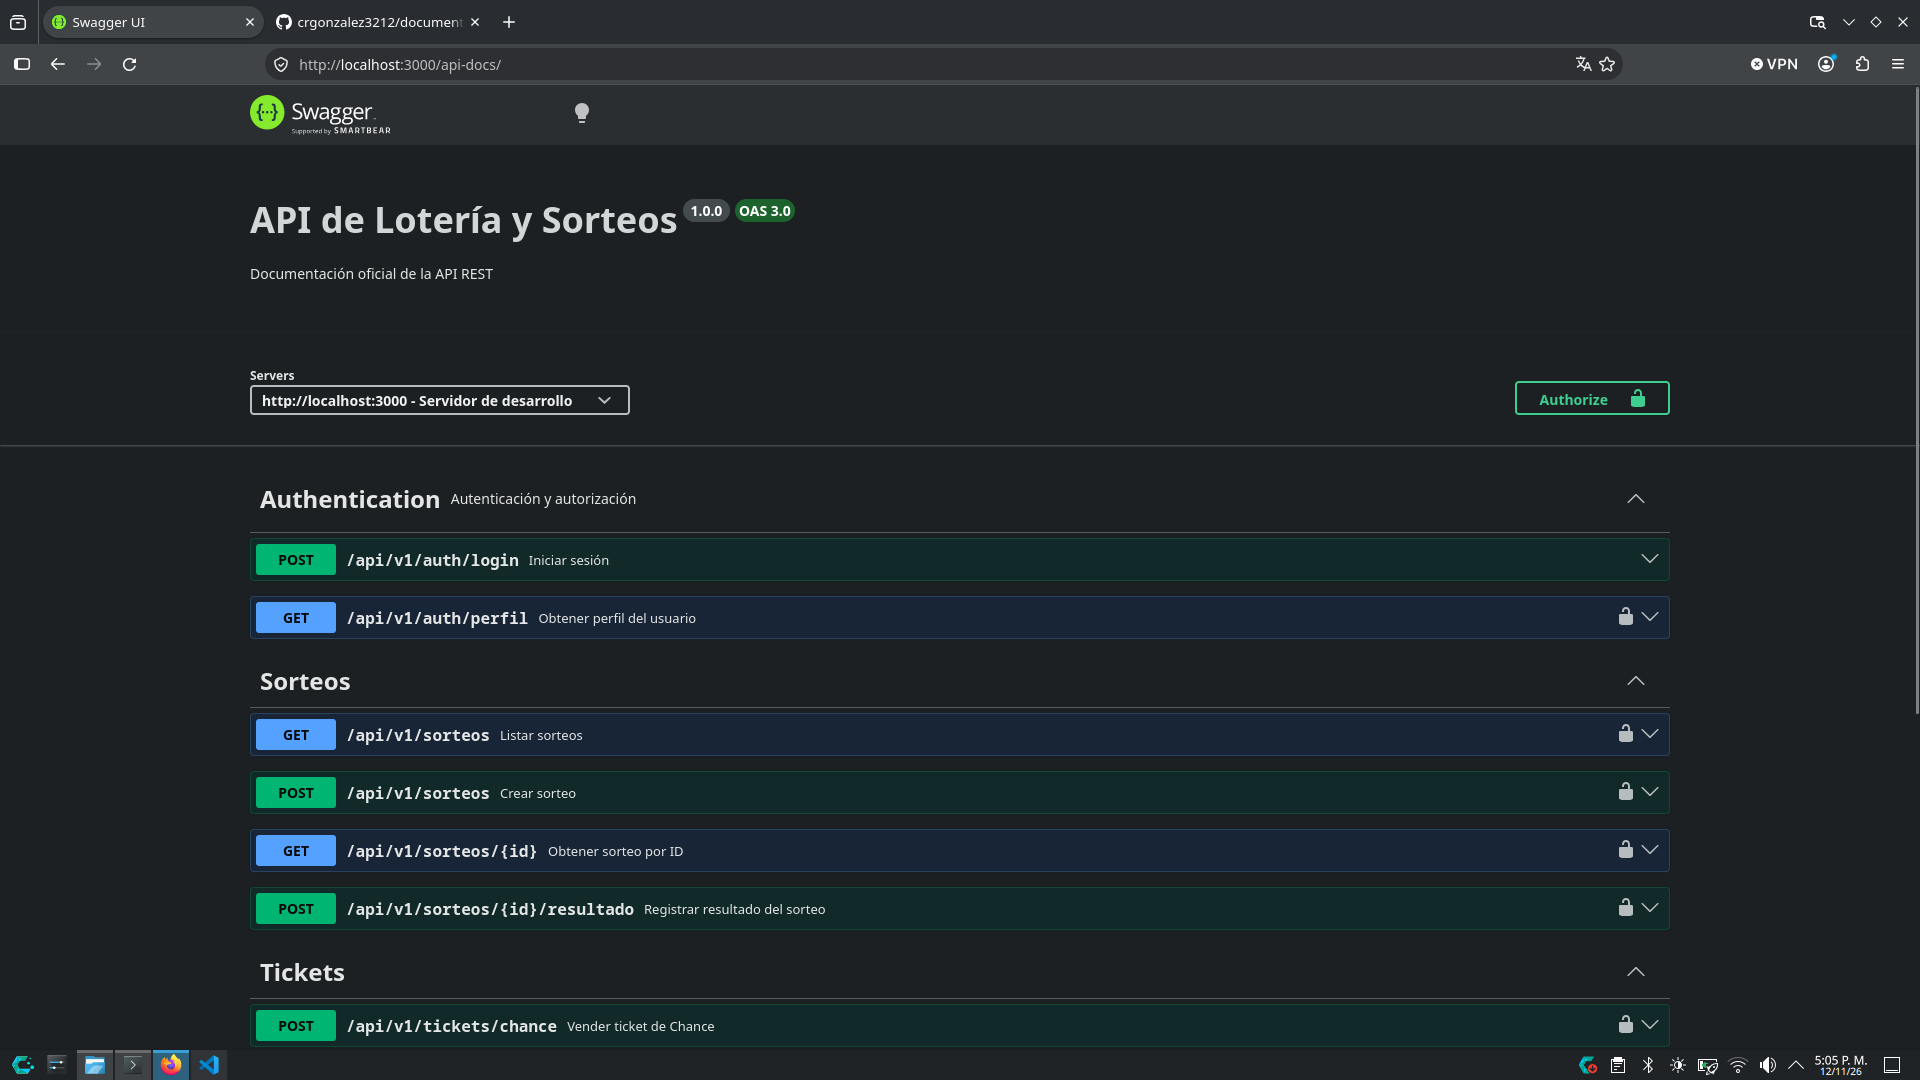 Swagger UI
crgonzalez3212/document
http://localhost:3000/api-docs/
VPN
Swagger
Supported by SMARTBEAR
API de Lotería y Sorteos 1.0.0 OAS 3.0
Documentación oficial de la API REST
Servers
http://localhost:3000 - Servidor de desarrollo
Authorize
Authentication Autenticación y autorización
POST /api/v1/auth/login Iniciar sesión
GET /api/v1/auth/perfil Obtener perfil del usuario
Sorteos
GET /api/v1/sorteos Listar sorteos
POST /api/v1/sorteos Crear sorteo
GET /api/v1/sorteos/{id} Obtener sorteo por ID
POST /api/v1/sorteos/{id}/resultado Registrar resultado del sorteo
Tickets
POST /api/v1/tickets/chance Vender ticket de Chance
5:05 P. M.
12/11/26